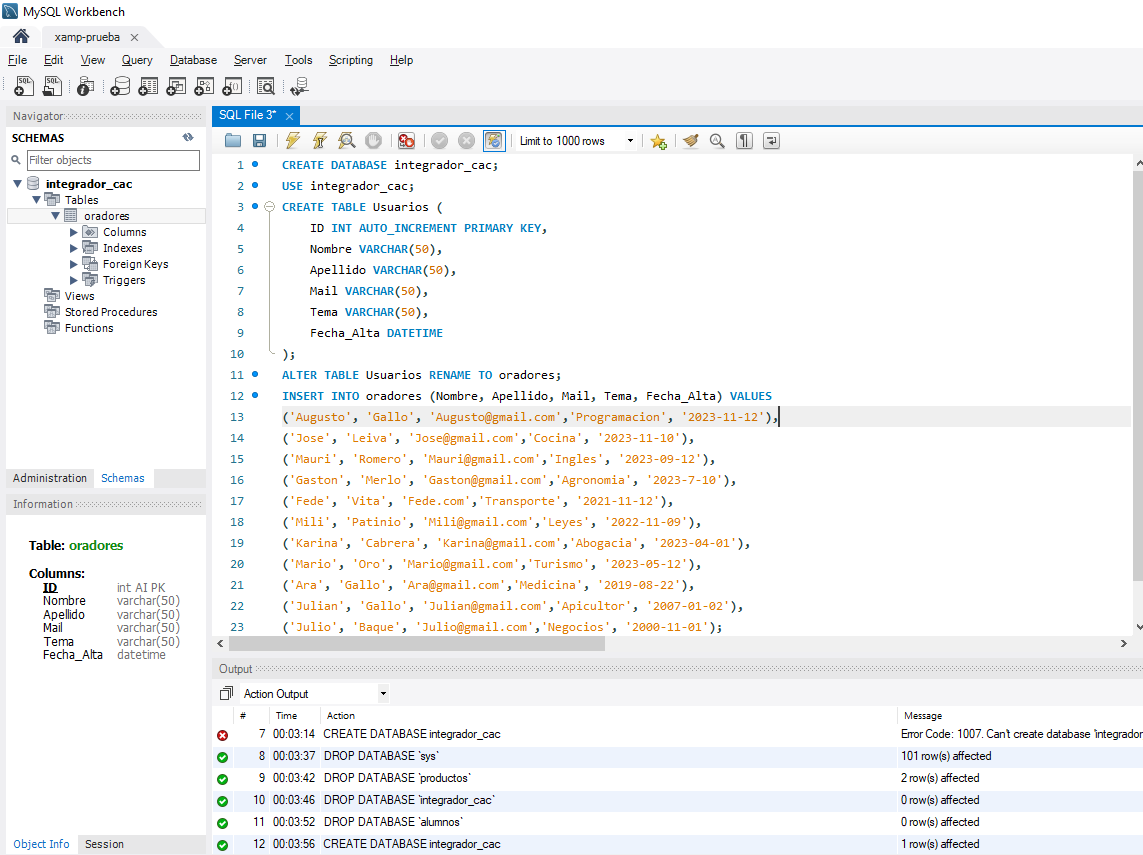 MySQL Workbench
xamp-prueba
File Edit View Query Database Server Tools Scripting Help
Navigator
SCHEMAS
Filter objects
integrador_cac
Tables
oradores
Columns
Indexes
Foreign Keys
Triggers
Views
Stored Procedures
Functions
Administration Schemas
Information
Table: oradores
Columns:
ID int AI PK
Nombre varchar(50)
Apellido varchar(50)
Mail varchar(50)
Tema varchar(50)
Fecha_Alta datetime
Object Info Session
SQL File 3*
Limit to 1000 rows
1 CREATE DATABASE integrador_cac;
2 USE integrador_cac;
3 CREATE TABLE Usuarios (
4 ID INT AUTO_INCREMENT PRIMARY KEY,
5 Nombre VARCHAR(50),
6 Apellido VARCHAR(50),
7 Mail VARCHAR(50),
8 Tema VARCHAR(50),
9 Fecha_Alta DATETIME
10 );
11 ALTER TABLE Usuarios RENAME TO oradores;
12 INSERT INTO oradores (Nombre, Apellido, Mail, Tema, Fecha_Alta) VALUES
13 ('Augusto', 'Gallo', 'Augusto@gmail.com','Programacion', '2023-11-12'),
14 ('Jose', 'Leiva', 'Jose@gmail.com','Cocina', '2023-11-10'),
15 ('Mauri', 'Romero', 'Mauri@gmail.com','Ingles', '2023-09-12'),
16 ('Gaston', 'Merlo', 'Gaston@gmail.com','Agronomia', '2023-7-10'),
17 ('Fede', 'Vita', 'Fede.com','Transporte', '2021-11-12'),
18 ('Mili', 'Patinio', 'Mili@gmail.com','Leyes', '2022-11-09'),
19 ('Karina', 'Cabrera', 'Karina@gmail.com','Abogacia', '2023-04-01'),
20 ('Mario', 'Oro', 'Mario@gmail.com','Turismo', '2023-05-12'),
21 ('Ara', 'Gallo', 'Ara@gmail.com','Medicina', '2019-08-22'),
22 ('Julian', 'Gallo', 'Julian@gmail.com','Apicultor', '2007-01-02'),
23 ('Julio', 'Baque', 'Julio@gmail.com','Negocios', '2000-11-01');
Output
Action Output
# Time Action Message
7 00:03:14 CREATE DATABASE integrador_cac Error Code: 1007. Can't create database 'integrador
8 00:03:37 DROP DATABASE `sys` 101 row(s) affected
9 00:03:42 DROP DATABASE `productos` 2 row(s) affected
10 00:03:46 DROP DATABASE `integrador_cac` 0 row(s) affected
11 00:03:52 DROP DATABASE `alumnos` 0 row(s) affected
12 00:03:56 CREATE DATABASE integrador_cac 1 row(s) affected